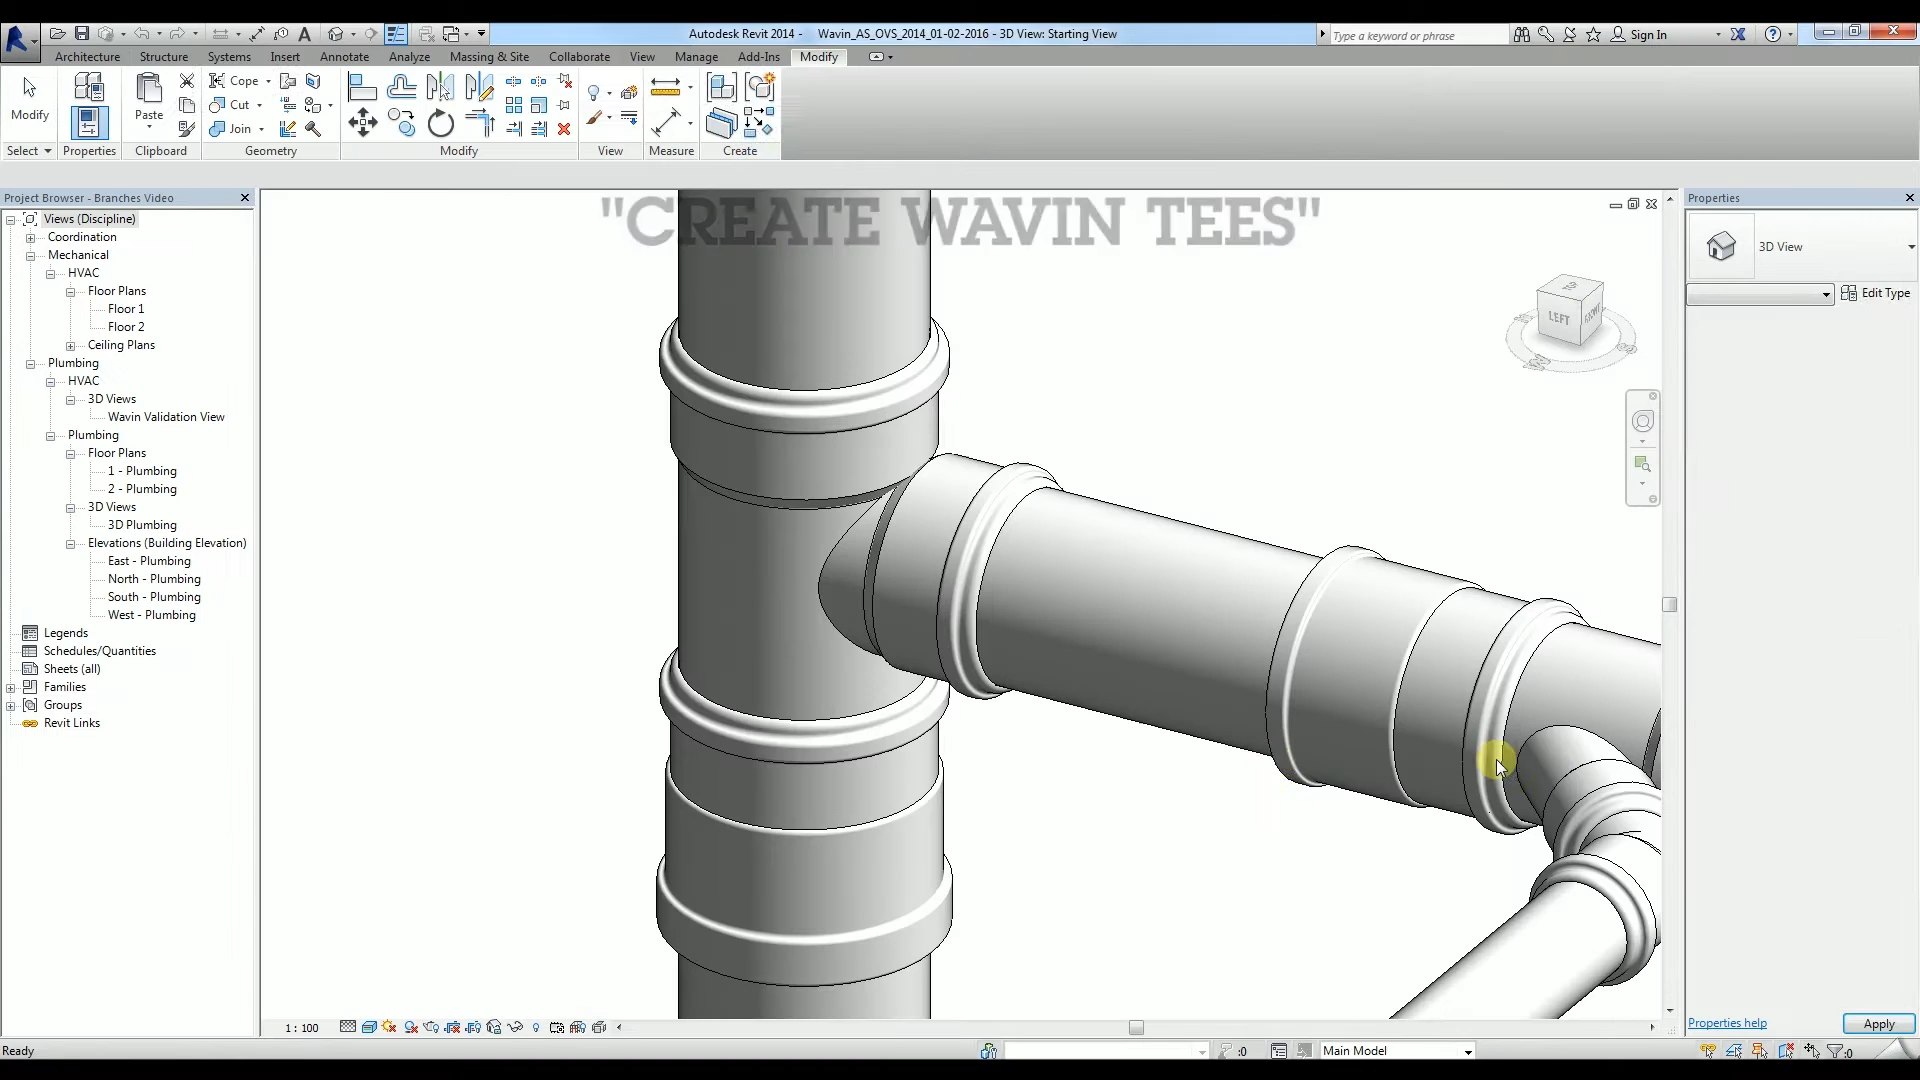 Autodesk Revit 2014 - Wavin_AS_OVS_2014_01-02-2016 - 3D View: Starting View
Type a keyword or phrase
Sign In
Architecture Structure Systems Insert Annotate Analyze Massing & Site Collaborate View Manage Add-Ins Modify
Modify
Paste
Cope
Cut
Join
Select Properties Clipboard Geometry Modify View Measure Create
Project Browser - Branches Video
Views (Discipline)
Coordination
Mechanical
HVAC
Floor Plans
Floor 1
Floor 2
Ceiling Plans
Plumbing
HVAC
3D Views
Wavin Validation View
Plumbing
Floor Plans
1 - Plumbing
2 - Plumbing
3D Views
3D Plumbing
Elevations (Building Elevation)
East - Plumbing
North - Plumbing
South - Plumbing
West - Plumbing
Legends
Schedules/Quantities
Sheets (all)
Families
Groups
Revit Links
"CREATE WAVIN TEES"
LEFT
FRONT
Properties
3D View
Edit Type
Properties help
Apply
1 : 100
Ready
:0
Main Model
:0